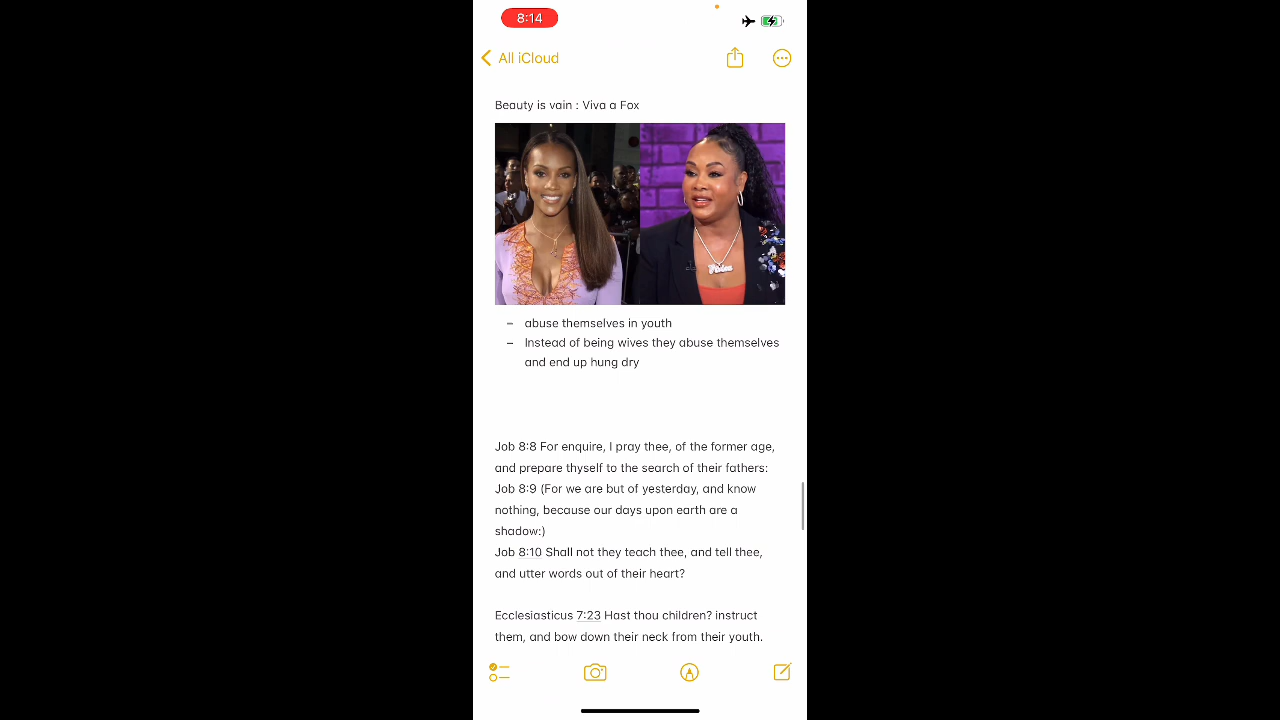 8:14
All iCloud
Beauty is vain : Viva a Fox
- abuse themselves in youth
- Instead of being wives they abuse themselves
and end up hung dry
Job 8:8 For enquire, I pray thee, of the former age,
and prepare thyself to the search of their fathers:
Job 8:9 (For we are but of yesterday, and know
nothing, because our days upon earth are a
shadow:)
Job 8:10 Shall not they teach thee, and tell thee,
and utter words out of their heart?
Ecclesiasticus 7:23 Hast thou children? instruct
them, and bow down their neck from their youth.